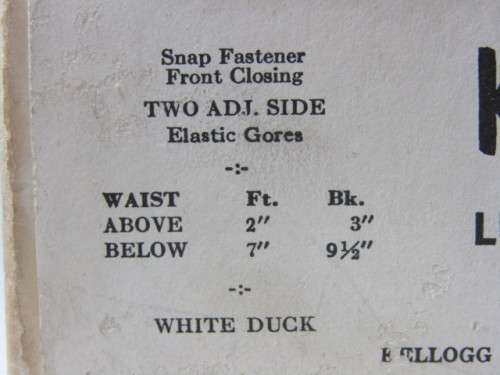 Snap Fastener
Front Closing
TWO ADJ. SIDE
Elastic Gores
-:-
WAIST Ft. Bk.
ABOVE 2" 3"
BELOW 7" 9½"
-:-
WHITE DUCK
KELLOGG